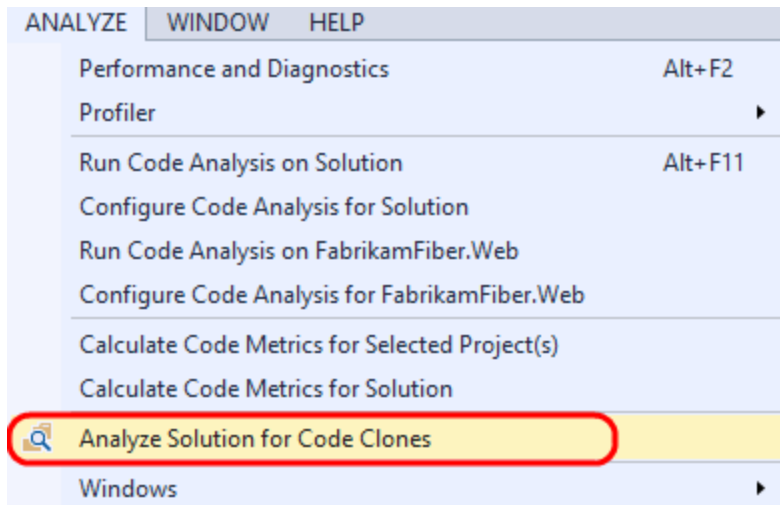 ANALYZE WINDOW HELP
Performance and Diagnostics Alt+F2
Profiler
Run Code Analysis on Solution Alt+F11
Configure Code Analysis for Solution
Run Code Analysis on FabrikamFiber.Web
Configure Code Analysis for FabrikamFiber.Web
Calculate Code Metrics for Selected Project(s)
Calculate Code Metrics for Solution
Analyze Solution for Code Clones
Windows